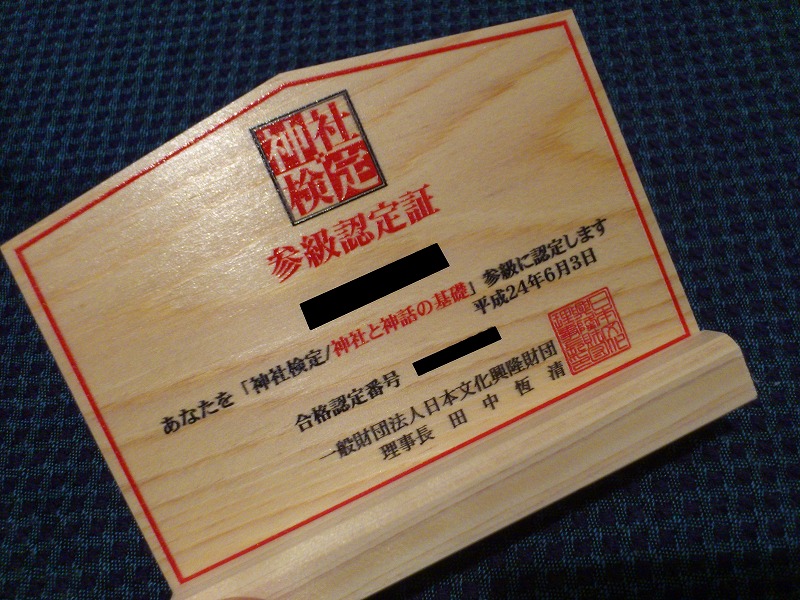 神社
検定
参級認定証
あなたを「神社検定/神社と神話の基礎」参級に認定します
平成24年6月3日
合格認定番号
一般財団法人日本文化興隆財団
理事長 田中恆清